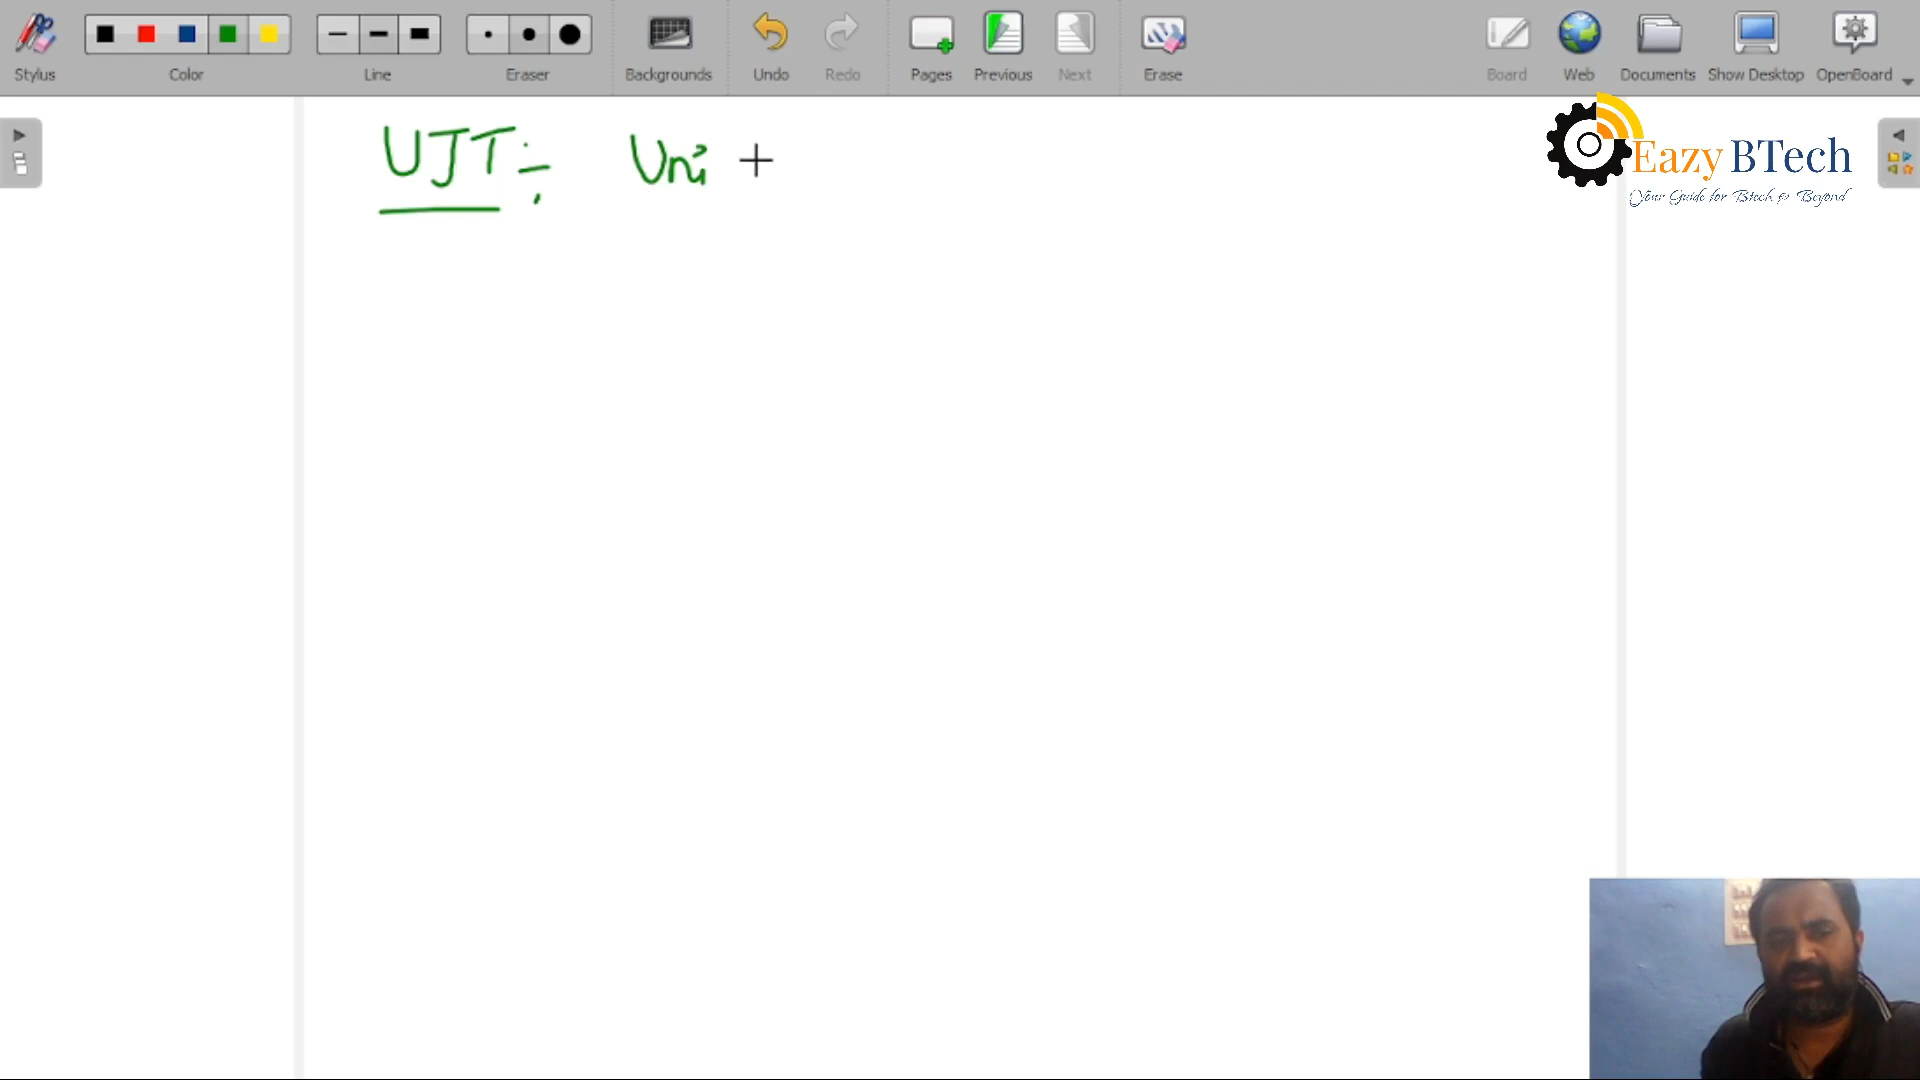 Stylus Color Line Eraser Backgrounds Undo Redo Pages Previous Next Erase Board Web Documents Show Desktop OpenBoard
UJT:- Uni
Eazy BTech
Your Guide for Btech & Beyond